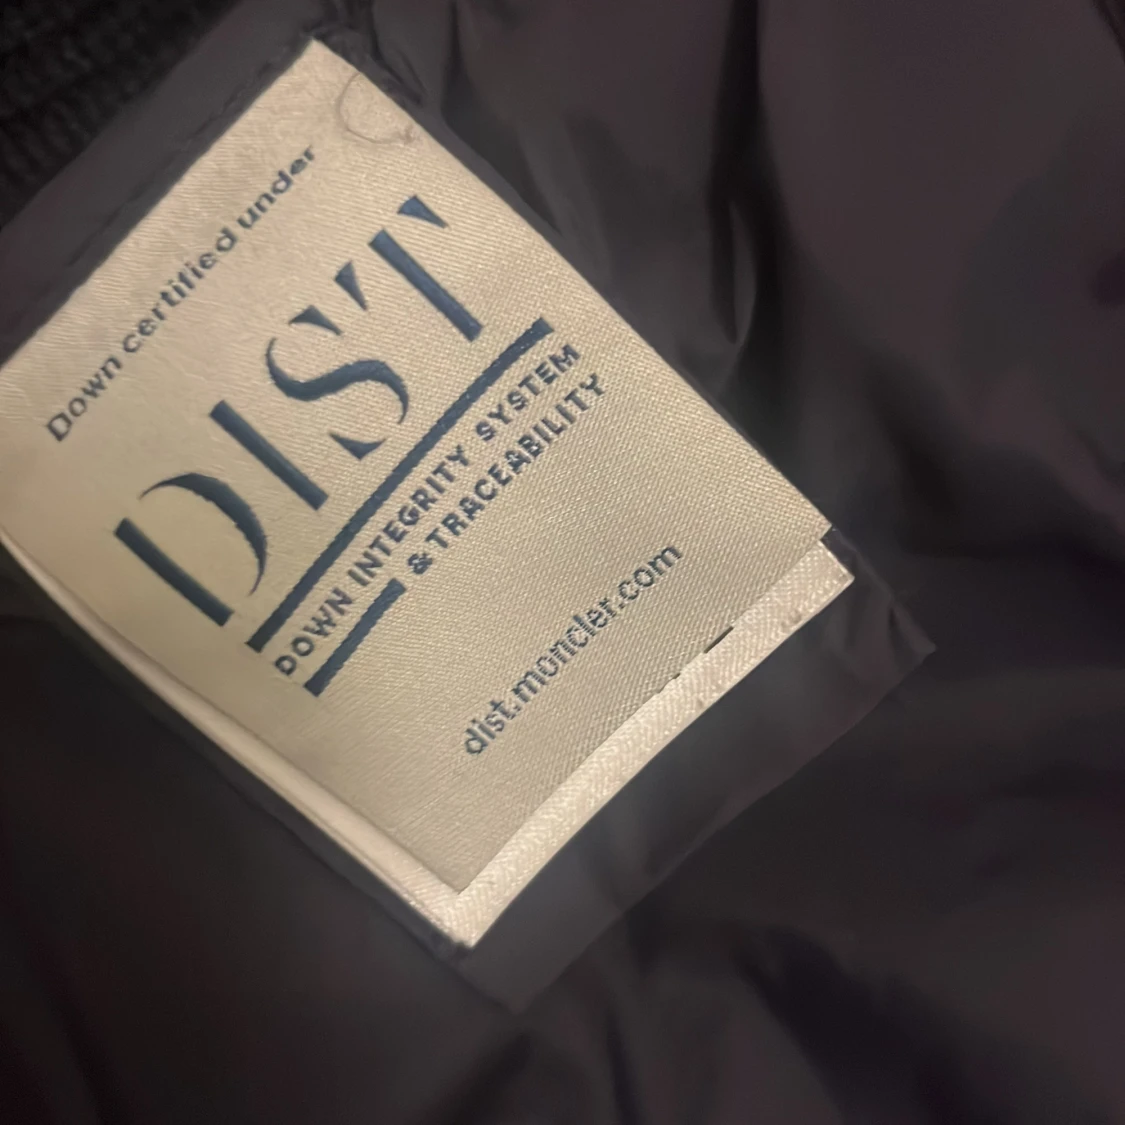 Down certified under
DIST
DOWN INTEGRITY SYSTEM
& TRACEABILITY
dist.moncler.com